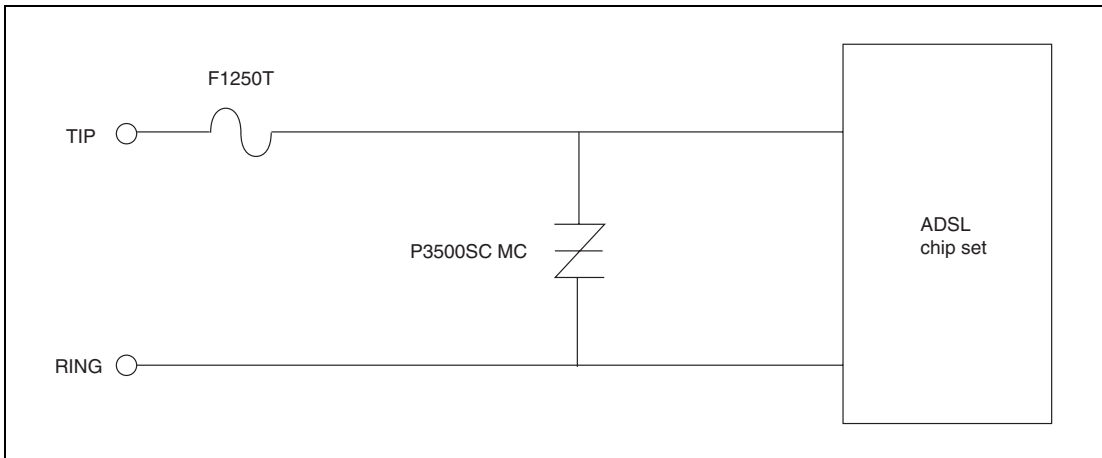 F1250T
TIP
P3500SC MC
ADSL
chip set
RING